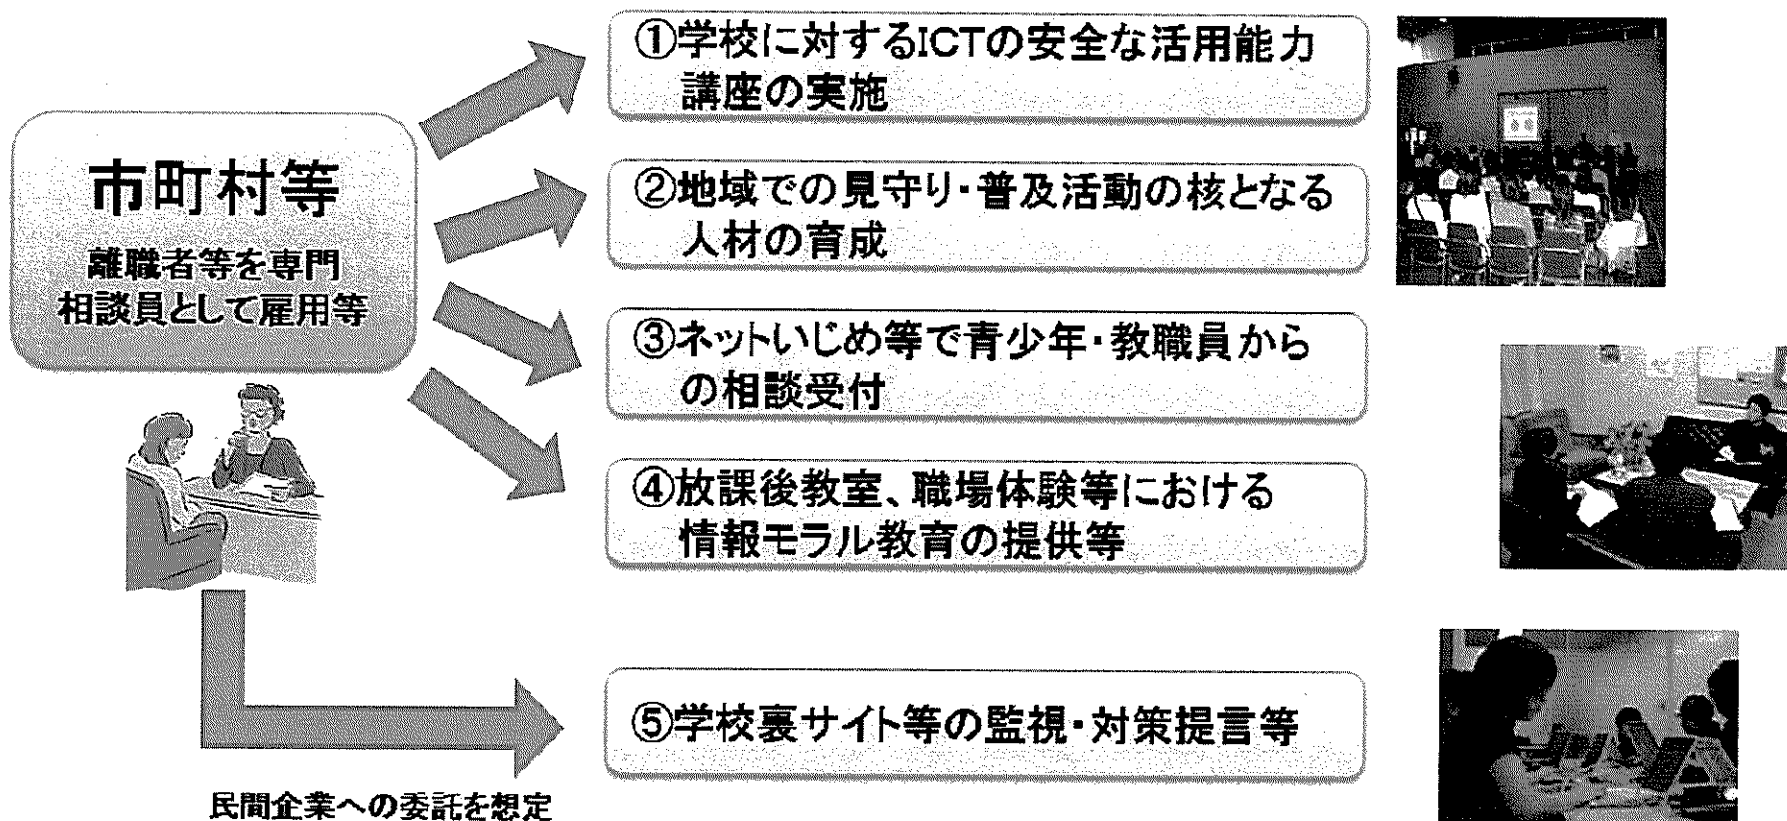 市町村等
離職者等を専門
相談員として雇用等
①学校に対するICTの安全な活用能力
講座の実施
②地域での見守り・普及活動の核となる
人材の育成
③ネットいじめ等で青少年・教職員から
の相談受付
④放課後教室、職場体験等における
情報モラル教育の提供等
⑤学校裏サイト等の監視・対策提言等
民間企業への委託を想定